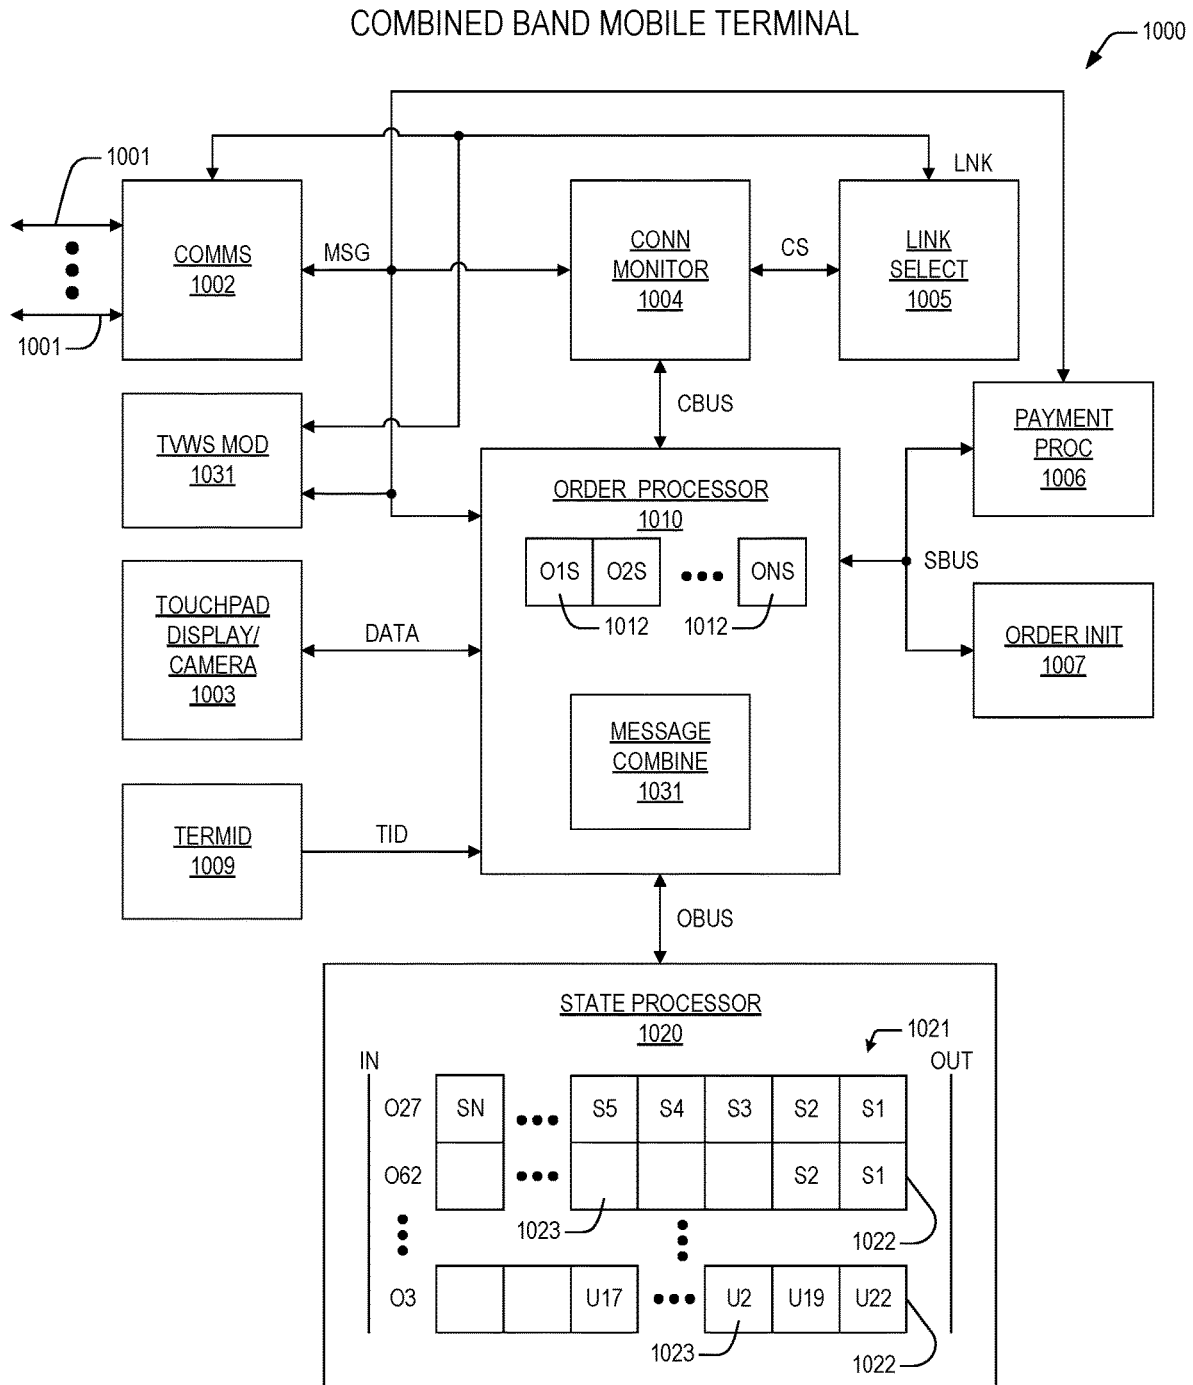 COMBINED BAND MOBILE TERMINAL
1000
1001
LNK
COMMS
1002
MSG
CONN
MONITOR
1004
CS
LINK
SELECT
1005
1001
CBUS
TVWS MOD
1031
PAYMENT
PROC
1006
ORDER PROCESSOR
1010
O1S
O2S
ONS
1012
1012
SBUS
TOUCHPAD
DISPLAY/
CAMERA
1003
DATA
ORDER INIT
1007
MESSAGE
COMBINE
1031
TERMID
1009
TID
OBUS
STATE PROCESSOR
1020
1021
IN
OUT
O27 SN S5 S4 S3 S2 S1
O62 S2 S1
1023
1022
O3 U17 U2 U19 U22
1023
1022